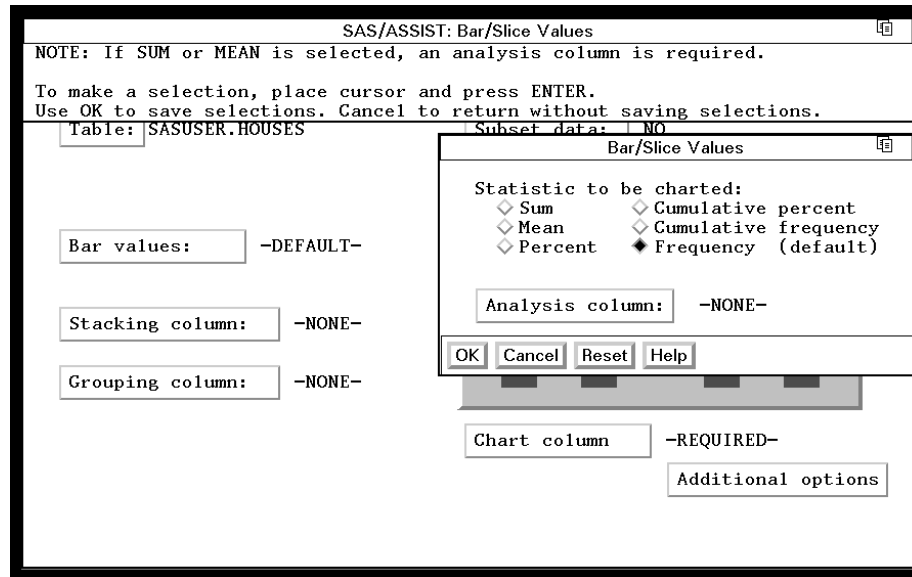 SAS/ASSIST: Bar/Slice Values
NOTE: If SUM or MEAN is selected, an analysis column is required.
To make a selection, place cursor and press ENTER.
Use OK to save selections. Cancel to return without saving selections.
Table: SASUSER.HOUSES
Subset data: NO
Bar/Slice Values
Statistic to be charted:
Sum Cumulative percent
Mean Cumulative frequency
Percent Frequency (default)
Bar values: -DEFAULT-
Analysis column: -NONE-
Stacking column: -NONE-
OK Cancel Reset Help
Grouping column: -NONE-
Chart column -REQUIRED-
Additional options